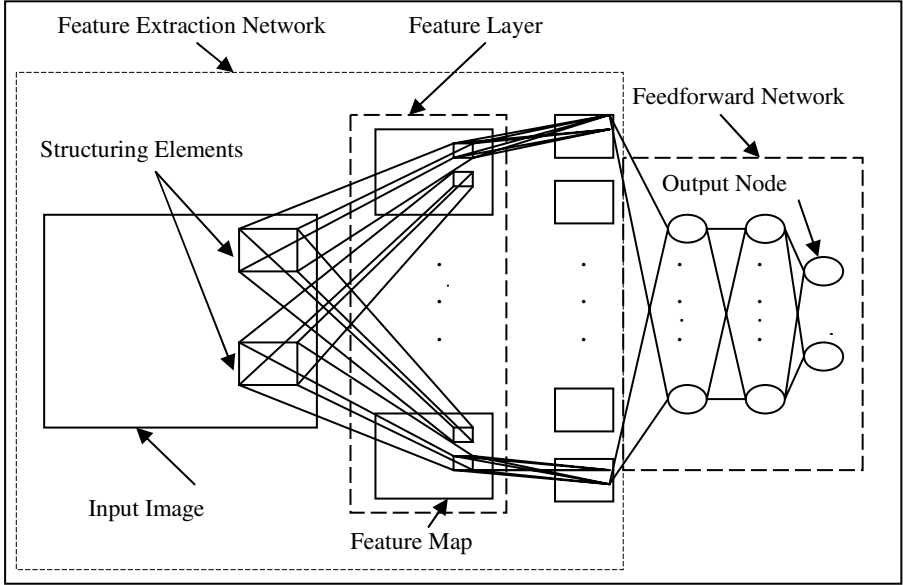 Feature Extraction Network
Feature Layer
Feedforward Network
Structuring Elements
Output Node
Input Image
Feature Map